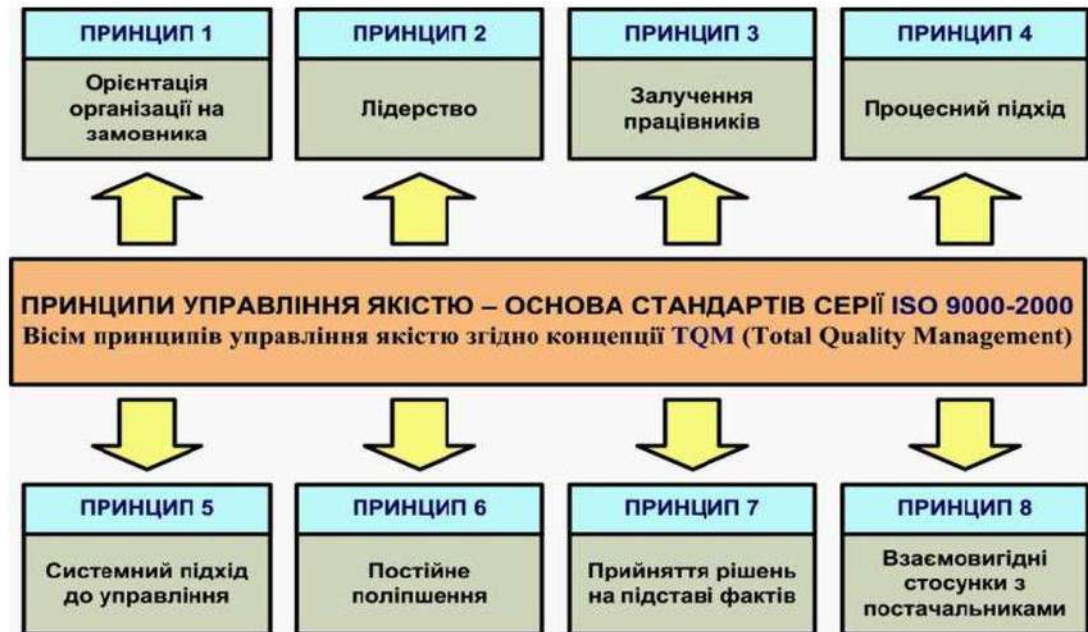 ПРИНЦИП 1
Орієнтація
організації на
замовника
ПРИНЦИП 2
Лідерство
ПРИНЦИП 3
Залучення
працівників
ПРИНЦИП 4
Процесний підхід
ПРИНЦИПИ УПРАВЛІННЯ ЯКІСТЮ – ОСНОВА СТАНДАРТІВ СЕРІЇ ISO 9000-2000
Вісім принципів управління якістю згідно концепції TQM (Total Quality Management)
ПРИНЦИП 5
Системний підхід
до управління
ПРИНЦИП 6
Постійне
поліпшення
ПРИНЦИП 7
Прийняття рішень
на підставі фактів
ПРИНЦИП 8
Взаємовигідні
стосунки з
постачальниками